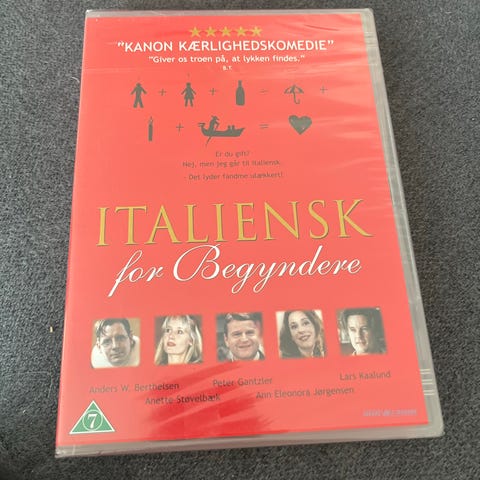 "KANON KÆRLIGHEDSKOMEDIE"
"Giver os troen på, at lykken findes."
B.T.
+ + ÷ +
+ =
Er du gift?
Nej, men jeg går til italiensk.
- Det lyder fandme ulækkert!
ITALIENSK
for Begyndere
Anders W. Berthelsen
Anette Støvelbæk
Peter Gantzler
Ann Eleonora Jørgensen
Lars Kaalund
7